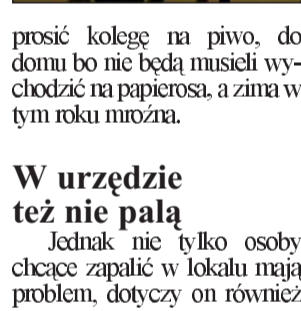 prosić kolegę na piwo, do
domu bo nie będą musieli wy-
chodzić na papierosa, a zima w
tym roku mroźna.
W urzędzie
też nie palą
Jednak nie tylko osoby
chcące zapalić w lokalu mają
problem, dotyczy on również